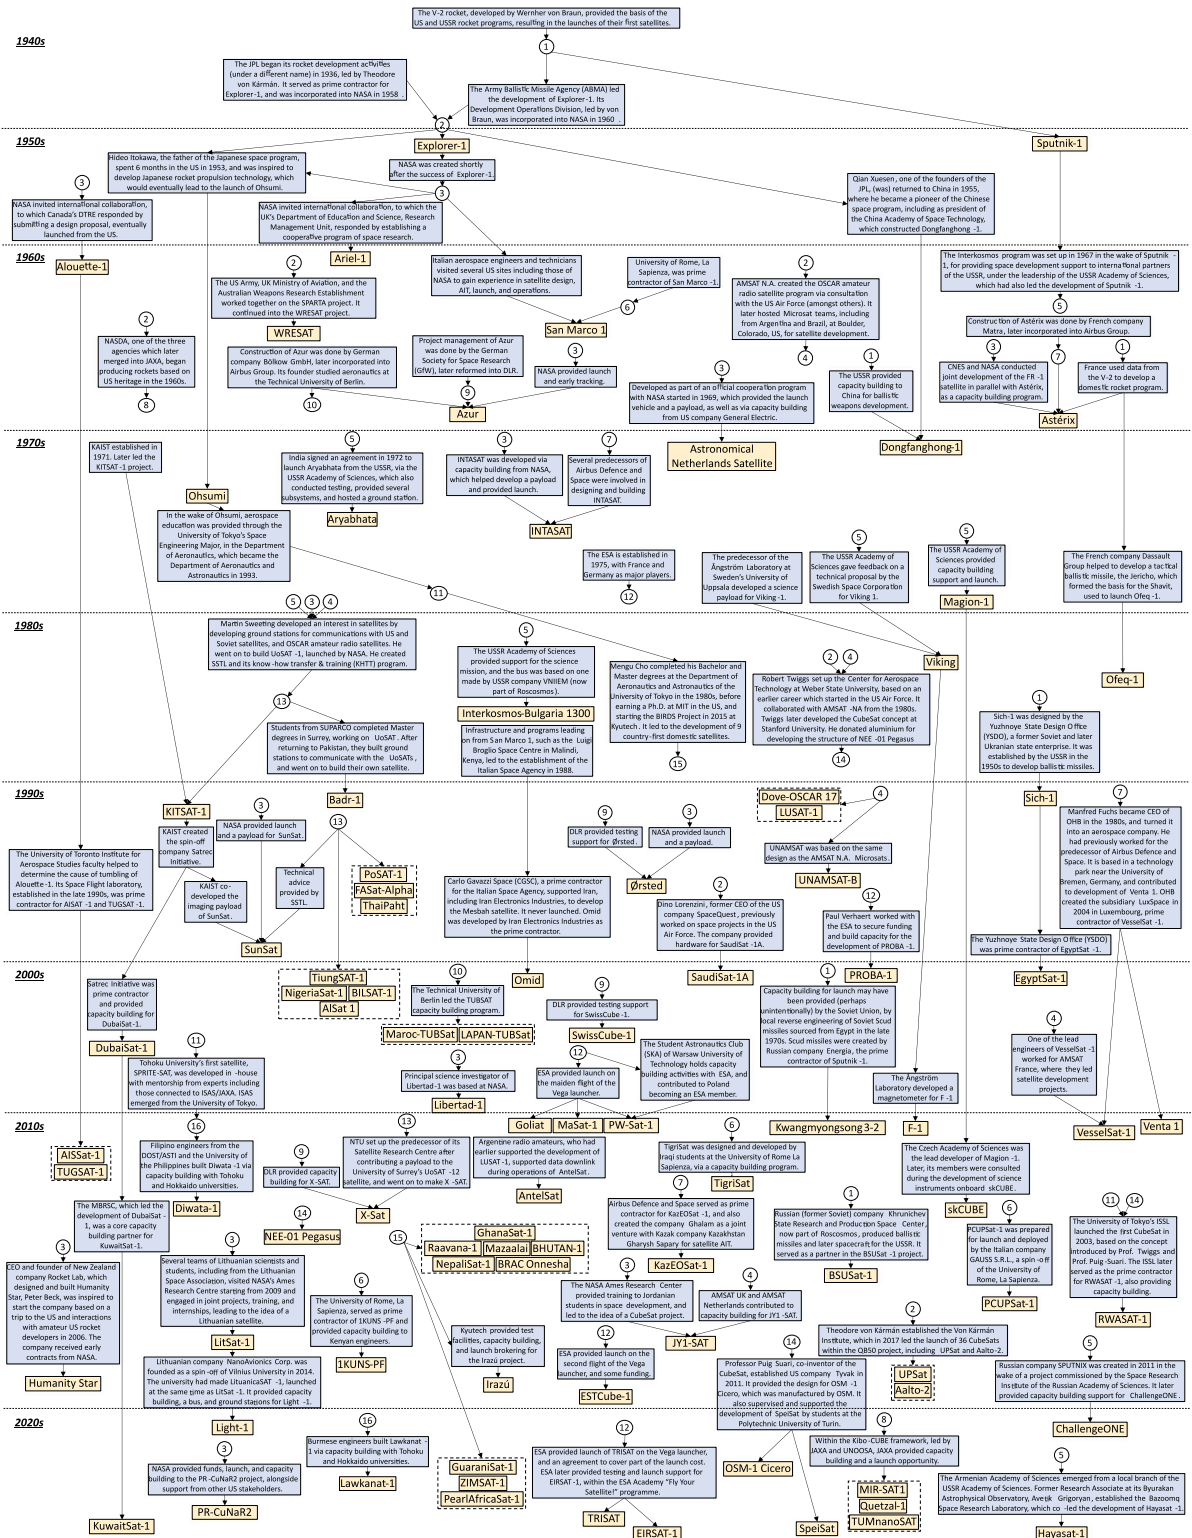 The V-2 rocket, developed by Wernher von Braun, provided the basis of the
US and USSR rocket programs, resulting in the launches of their first satellites.
1940s
1
The JPL began its rocket development activities
(under a different name) in 1936, led by Theodore
von Kármán. It served as prime contractor for
Explorer-1, and was incorporated into NASA in 1958 .
The Army Ballistic Missile Agency (ABMA) led
the development of Explorer-1. Its
Development Operations Division, led by von
Braun, was incorporated into NASA in 1960 .
2
1950s
Explorer-1
Sputnik-1
Hideo Itokawa, the father of the Japanese space program,
spent 6 months in the US in 1953, and was inspired to
develop Japanese rocket propulsion technology, which
would eventually lead to the launch of Ohsumi.
NASA was created shortly
after the success of Explorer-1.
3
3
NASA invited international collaboration,
to which Canada's DTRE responded by
submitting a design proposal, eventually
launched from the US.
NASA invited international collaboration, to which the
UK's Department of Education and Science, Research
Management Unit, responded by establishing a
cooperative program of space research.
Qian Xuesen, one of the founders of the
JPL, (was) returned to China in 1955,
where he became a pioneer of the Chinese
space program, including as president of
the China Academy of Space Technology,
which constructed Dongfanghong -1.
1960s
Alouette-1
Ariel-1
2
The US Army, UK Ministry of Aviation, and the
Australian Weapons Research Establishment
worked together on the SPARTA project. It
continued into the WRESAT project.
WRESAT
Italian aerospace engineers and technicians
visited several US sites including those of
NASA to gain experience in satellite design,
AIT, launch, and operations.
University of Rome, La
Sapienza, was prime
contractor of San Marco -1.
6
San Marco 1
2
AMSAT N.A. created the OSCAR amateur
radio satellite program via consultation
with the US Air Force (amongst others). It
later hosted Microsat teams, including
from Argentina and Brazil, at Boulder,
Colorado, US, for satellite development.
4
The Interkosmos program was set up in 1967 in the wake of Sputnik -
1, for providing space development support to international partners
of the USSR, under the leadership of the USSR Academy of Sciences,
which had also led the development of Sputnik -1.
5
Construction of Astérix was done by French company
Matra, later incorporated into Airbus Group.
2
NASDA, one of the three
agencies which later
merged into JAXA, began
producing rockets based on
US heritage in the 1960s.
8
Construction of Azur was done by German
company Bölkow GmbH, later incorporated into
Airbus Group. Its founder studied aeronautics at
the Technical University of Berlin.
10
Project management of Azur
was done by the German
Society for Space Research
(GfW), later reformed into DLR.
9
3
NASA provided launch
and early tracking.
Azur
3
Developed as part of an official cooperation program
with NASA started in 1969, which provided the launch
vehicle and a payload, as well as via capacity building
from US company General Electric.
1
The USSR provided
capacity building to
China for ballistic
weapons development.
3
CNES and NASA conducted
joint development of the FR -1
satellite in parallel with Astérix,
as a capacity building program.
7
1
France used data from
the V-2 to develop a
domestic rocket program.
Astérix
1970s
KAIST established in
1971. Later led the
KITSAT -1 project.
Ohsumi
5
India signed an agreement in 1972 to
launch Aryabhata from the USSR, via the
USSR Academy of Sciences, which also
conducted testing, provided several
subsystems, and hosted a ground station.
Aryabhata
3
INTASAT was developed via
capacity building from NASA,
which helped develop a payload
and provided launch.
7
Several predecessors of
Airbus Defence and
Space were involved in
designing and building
INTASAT.
INTASAT
Astronomical
Netherlands Satellite
Dongfanghong-1
In the wake of Ohsumi, aerospace
education was provided through the
University of Tokyo's Space
Engineering Major, in the Department
of Aeronautics, which became the
Department of Aeronautics and
Astronautics in 1993.
11
The ESA is established in
1975, with France and
Germany as major players.
12
The predecessor of the
Ångström Laboratory at
Sweden's University of
Uppsala developed a science
payload for Viking -1.
5
The USSR Academy of
Sciences gave feedback on a
technical proposal by the
Swedish Space Corporation
for Viking 1.
5
The USSR Academy of
Sciences provided
capacity building
support and launch.
Magion-1
The French company Dassault
Group helped to develop a tactical
ballistic missile, the Jericho, which
formed the basis for the Shavit,
used to launch Ofeq -1.
5
3
4
1980s
Martin Sweeting developed an interest in satellites by
developing ground stations for communications with US and
Soviet satellites, and OSCAR amateur radio satellites. He
went on to build UoSAT -1, launched by NASA. He created
SSTL and its know -how transfer & training (KHTT) program.
13
Students from SUPARCO completed Master
degrees in Surrey, working on UoSAT . After
returning to Pakistan, they built ground
stations to communicate with the UoSATs ,
and went on to build their own satellite.
5
The USSR Academy of Sciences
provided support for the science
mission, and the bus was based on one
made by USSR company VNIIEM (now
part of Roscosmos).
Interkosmos-Bulgaria 1300
Infrastructure and programs leading
on from San Marco 1, such as the Luigi
Broglio Space Centre in Malindi,
Kenya, led to the establishment of the
Italian Space Agency in 1988.
Mengu Cho completed his Bachelor and
Master degrees at the Department of
Aeronautics and Astronautics of the
University of Tokyo in the 1980s, before
earning a Ph.D. at MIT in the US, and
starting the BIRDS Project in 2015 at
Kyutech . It led to the development of 9
country -first domestic satellites.
15
2
4
Robert Twiggs set up the Center for Aerospace
Technology at Weber State University, based on an
earlier career which started in the US Air Force. It
collaborated with AMSAT -NA from the 1980s.
Twiggs later developed the CubeSat concept at
Stanford University. He donated aluminium for
developing the structure of NEE -01 Pegasus
14
Viking
Ofeq-1
1
Sich-1 was designed by the
Yuzhnoye State Design Office
(YSDO), a former Soviet and later
Ukranian state enterprise. It was
established by the USSR in the
1950s to develop ballistic missiles.
1990s
KITSAT-1
Badr-1
KAIST created
the spin-off
company Satrec
Initiative.
3
NASA provided launch
and a payload for SunSat.
13
The University of Toronto Institute for
Aerospace Studies faculty helped to
determine the cause of tumbling of
Alouette-1. Its Space Flight laboratory,
established in the late 1990s, was prime
contractor for AISAT -1 and TUGSAT -1.
KAIST co-
developed the
imaging payload
of SunSat.
Technical
advice
provided by
SSTL.
SunSat
PoSAT-1
FASat-Alpha
ThaiPaht
Carlo Gavazzi Space (CGSC), a prime contractor
for the Italian Space Agency, supported Iran,
including Iran Electronics Industries, to develop
the Mesbah satellite. It never launched. Omid
was developed by Iran Electronics Industries as
the prime contractor.
9
DLR provided testing
support for Ørsted.
3
NASA provided launch
and a payload.
Ørsted
Dove-OSCAR 17
LUSAT-1
4
UNAMSAT was based on the same
design as the AMSAT N.A. Microsats.
UNAMSAT-B
2
Dino Lorenzini, former CEO of the US
company SpaceQuest , previously
worked on space projects in the US
Air Force. The company provided
hardware for SaudiSat -1A.
12
Paul Verhaert worked with
the ESA to secure funding
and build capacity for the
development of PROBA -1.
Sich-1
7
Manfred Fuchs became CEO of
OHB in the 1980s, and turned it
into an aerospace company. He
had previously worked for the
predecessor of Airbus Defence and
Space. It is based in a technology
park near the University of
Bremen, Germany, and contributed
to development of Venta 1. OHB
created the subsidiary LuxSpace in
2004 in Luxembourg, prime
contractor of VesselSat -1.
The Yuzhnoye State Design Office (YSDO)
was prime contractor of EgyptSat -1.
2000s
Satrec Initiative was
prime contractor
and provided
capacity building for
DubaiSat -1.
DubaiSat-1
TiungSAT-1
NigeriaSat-1
BILSAT-1
AlSat 1
10
The Technical University of
Berlin led the TUBSAT
capacity building program.
Maroc-TUBSat
LAPAN-TUBSat
Omid
9
DLR provided testing support
for SwissCube -1.
SwissCube-1
SaudiSat-1A
1
PROBA-1
Capacity building for launch may have
been provided (perhaps
unintentionally) by the Soviet Union, by
local reverse engineering of Soviet Scud
missiles sourced from Egypt in the late
1970s. Scud missiles were created by
Russian company Energia, the prime
contractor of Sputnik -1.
EgyptSat-1
4
One of the lead
engineers of VesselSat -1
worked for AMSAT
France, where they led
satellite development
projects.
11
Tohoku University's first satellite,
SPRITE-SAT, was developed in -house
with mentorship from experts including
those connected to ISAS/JAXA. ISAS
emerged from the University of Tokyo.
3
Principal science investigator of
Libertad -1 was based at NASA.
Libertad-1
12
ESA provided launch on
the maiden flight of the
Vega launcher.
The Student Astronautics Club
(SKA) of Warsaw University of
Technology holds capacity
building activities with ESA, and
contributed to Poland
becoming an ESA member.
The Ångström
Laboratory developed a
magnetometer for F -1
2010s
Goliat
MaSat-1
PW-Sat-1
Kwangmyongsong 3-2
F-1
VesselSat-1
Venta 1
AISSat-1
TUGSAT-1
16
Filipino engineers from the
DOST/ASTI and the University of
the Philippines built Diwata -1 via
capacity building with Tohoku
and Hokkaido universities.
Diwata-1
9
DLR provided capacity
building for X -SAT.
13
NTU set up the predecessor of its
Satellite Research Centre after
contributing a payload to the
University of Surrey's UoSAT -12
satellite, and went on to make X -SAT.
X-Sat
Argentine radio amateurs, who had
earlier supported the development of
LUSAT -1, supported data downlink
during operations of AntelSat.
AntelSat
6
TigriSat was designed and developed by
Iraqi students at the University of Rome La
Sapienza, via a capacity building program.
TigriSat
The Czech Academy of Sciences was
the lead developer of Magion -1.
Later, its members were consulted
during the development of science
instruments onboard skCUBE.
skCUBE
The MBRSC, which led the
development of DubaiSat -
1, was a core capacity
building partner for
KuwaitSat -1.
14
NEE-01 Pegasus
15
GhanaSat-1
Raavana-1
Mazaalai
BHUTAN-1
NepaliSat-1
BRAC Onnesha
7
Airbus Defence and Space served as prime
contractor for KazEOSat -1, and also
created the company Ghalam as a joint
venture with Kazak company Kazakhstan
Gharysh Sapary for satellite AIT.
KazEOSat-1
1
Russian (former Soviet) company Khrunichev
State Research and Production Space Center,
now part of Roscosmos, produced ballistic
missiles and later spacecraft for the USSR. It
served as a partner in the BSUSat -1 project.
BSUSat-1
6
PCUPSat-1 was prepared
for launch and deployed
by the Italian company
GAUSS S.R.L., a spin -off
of the University of
Rome, La Sapienza.
PCUPSat-1
11
14
The University of Tokyo's ISSL
launched the first CubeSat in
2003, based on the concept
introduced by Prof. Twiggs and
Prof. Puig -Suari. The ISSL later
served as the prime contractor
for RWASAT -1, also providing
capacity building.
RWASAT-1
3
CEO and founder of New Zealand
company Rocket Lab, which
designed and built Humanity
Star, Peter Beck, was inspired to
start the company based on a
trip to the US and interactions
with amateur US rocket
developers in 2006. The
company received
early contracts from NASA.
Humanity Star
3
Several teams of Lithuanian scientists and
students, including from the Lithuanian
Space Association, visited NASA's Ames
Research Centre starting from 2009 and
engaged in joint projects, training, and
internships, leading to the idea of a
Lithuanian satellite.
LitSat-1
6
The University of Rome, La
Sapienza, served as prime
contractor of 1KUNS -PF and
provided capacity building to
Kenyan engineers.
1KUNS-PF
Kyutech provided test
facilities, capacity building,
and launch brokering for
the Irazú project.
Irazú
3
The NASA Ames Research Center
provided training to Jordanian
students in space development, and
led to the idea of a CubeSat project.
4
AMSAT UK and AMSAT
Netherlands contributed to
capacity building for JY1 -SAT.
JY1-SAT
12
ESA provided launch on the
second flight of the Vega
launcher, and some funding.
ESTCube-1
14
Professor Puig Suari, co-inventor of the
CubeSat, established US company Tyvak in
2011. It provided the design for OSM -1
Cicero, which was manufactured by OSM. It
also supervised and supported the
development of SpeiSat by students at the
Polytechnic University of Turin.
2
Theodore von Kármán established the Von Kármán
Institute, which in 2017 led the launch of 36 CubeSats
within the QB50 project, including UPSat and Aalto-2.
UPSat
Aalto-2
5
Russian company SPUTNIX was created in 2011 in the
wake of a project commissioned by the Space Research
Institute of the Russian Academy of Sciences. It later
provided capacity building support for ChallengeONE .
Lithuanian company NanoAvionics Corp. was
founded as a spin -off of Vilnius University in 2014.
The university had made LituanicaSAT -1, launched
at the same time as LitSat -1. It provided capacity
building, a bus, and ground stations for Light -1.
2020s
Light-1
ChallengeONE
3
NASA provided funds, launch, and capacity
building to the PR -CuNaR2 project, alongside
support from other US stakeholders.
PR-CuNaR2
16
Burmese engineers built Lawkanat -
1 via capacity building with Tohoku
and Hokkaido universities.
Lawkanat-1
GuaraniSat-1
ZIMSAT-1
PearlAfricaSat-1
12
ESA provided launch of TRISAT on the Vega launcher,
and an agreement to cover part of the launch cost.
ESA later provided testing and launch support for
EIRSAT -1, within the ESA Academy "Fly Your
Satellite!" programme.
TRISAT
EIRSAT-1
OSM-1 Cicero
SpeiSat
8
Within the Kibo -CUBE framework, led by
JAXA and UNOOSA, JAXA provided capacity
building and a launch opportunity.
MIR-SAT1
Quetzal-1
TUMnanoSAT
5
The Armenian Academy of Sciences emerged from a local branch of the
USSR Academy of Sciences. Former Research Associate at its Byurakan
Astrophysical Observatory, Avetik Grigoryan, established the Bazoomq
Space Research Laboratory, which co -led the development of Hayasat -1.
Hayasat-1
KuwaitSat-1